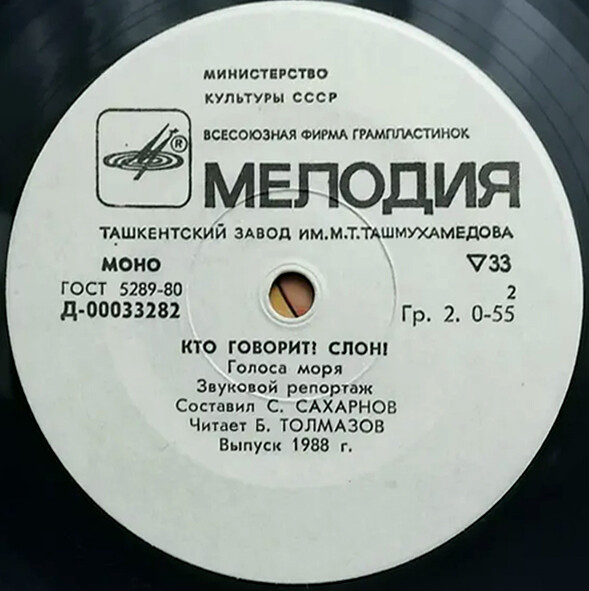 МИНИСТЕРСТВО
КУЛЬТУРЫ СССР
ВСЕСОЮЗНАЯ ФИРМА ГРАМПЛАСТИНОК
®
МЕЛОДИЯ
ТАШКЕНТСКИЙ ЗАВОД ИМ.М.Т.ТАШМУХАМЕДОВА
МОНО ▽33
ГОСТ 5289-80 2
Д-00033282 Гр. 2. 0-55
КТО ГОВОРИТ? СЛОН!
Голоса моря
Звуковой репортаж
Составил С. САХАРНОВ
Читает Б. ТОЛМАЗОВ
Выпуск 1988 г.